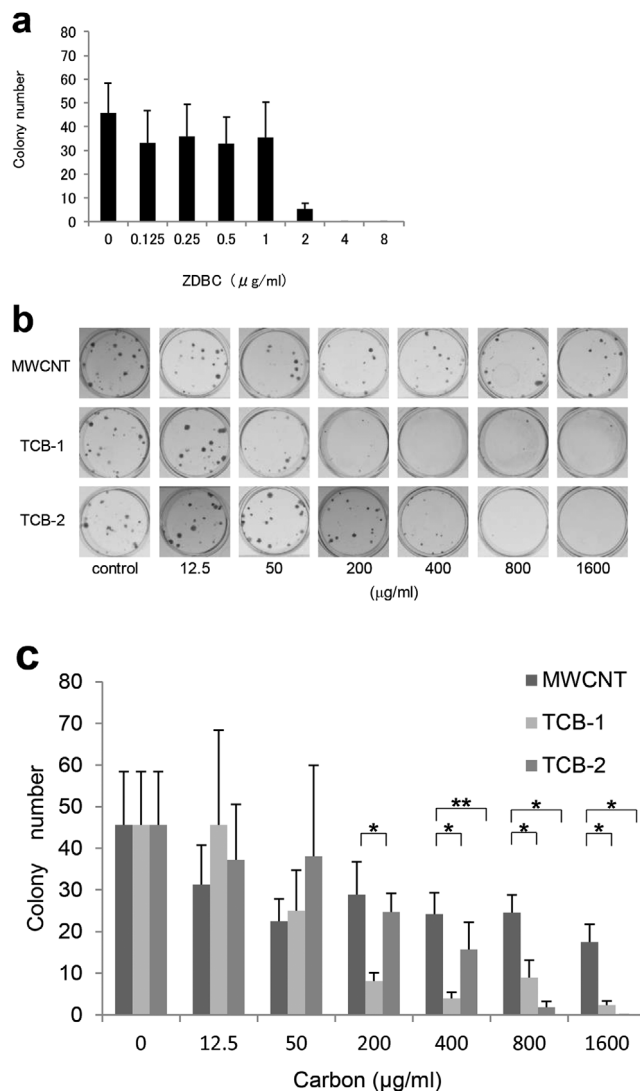 a
80
70
60
50
40
30
20
10
0
Colony number
0 0.125 0.25 0.5 1 2 4 8
ZDBC (μg/ml)
b
MWCNT
TCB-1
TCB-2
control 12.5 50 200 400 800 1600
(μg/ml)
c
80
70
60
50
40
30
20
10
0
Colony number
MWCNT
TCB-1
TCB-2
* ** * * * * *
0 12.5 50 200 400 800 1600
Carbon (μg/ml)